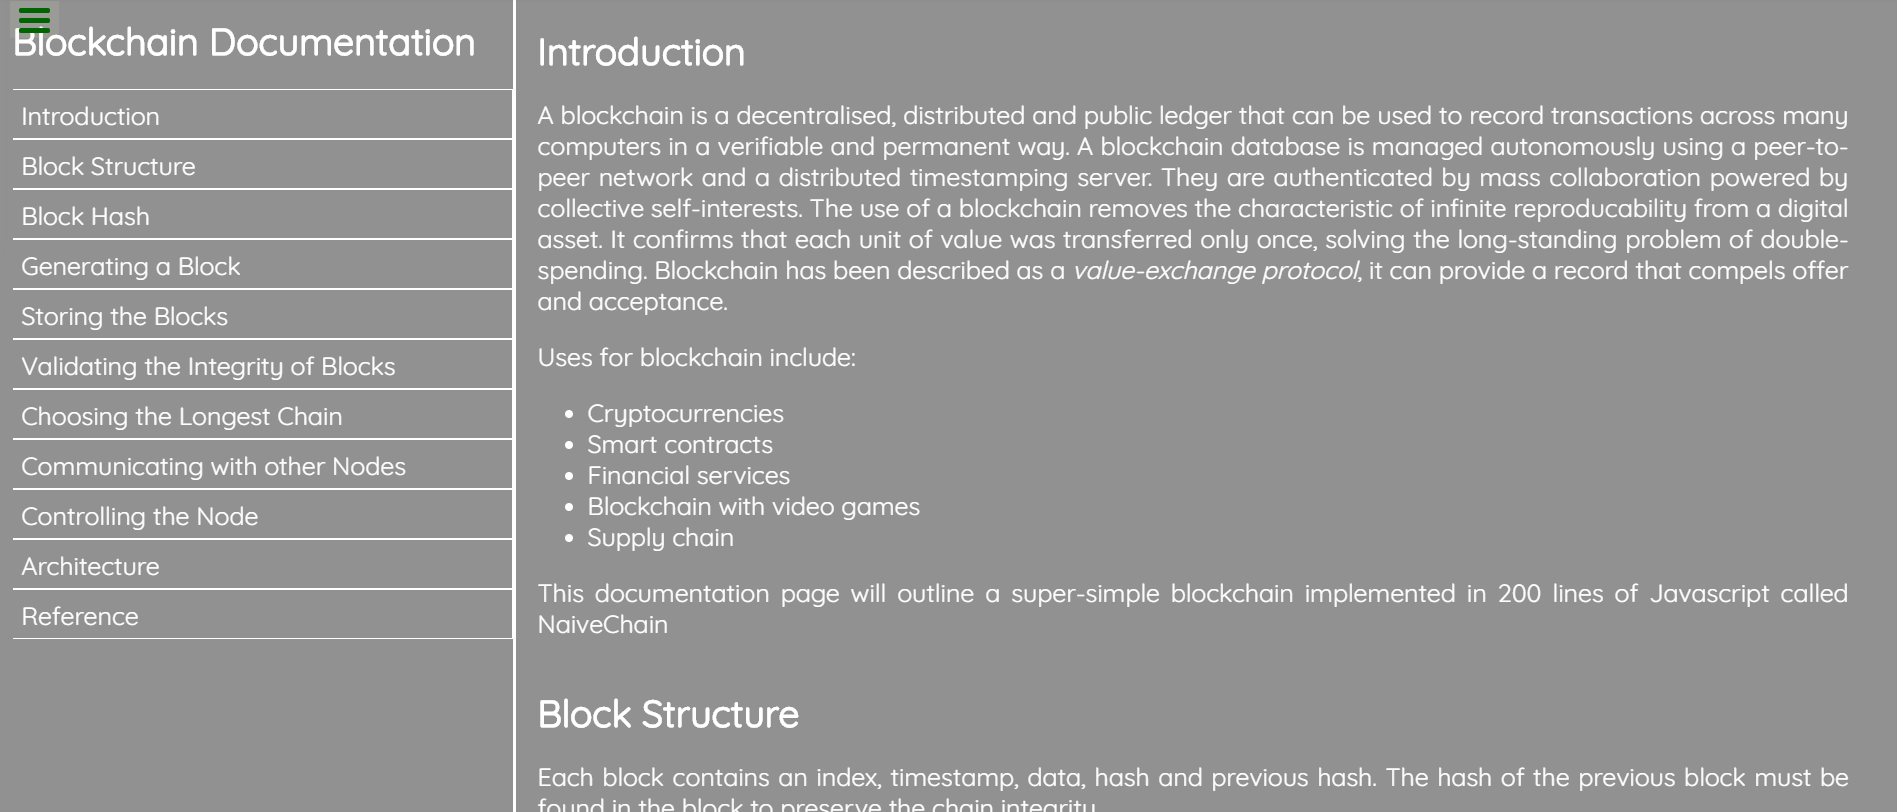 Blockchain Documentation
Introduction
Block Structure
Block Hash
Generating a Block
Storing the Blocks
Validating the Integrity of Blocks
Choosing the Longest Chain
Communicating with other Nodes
Controlling the Node
Architecture
Reference
Introduction
A blockchain is a decentralised, distributed and public ledger that can be used to record transactions across many
computers in a verifiable and permanent way. A blockchain database is managed autonomously using a peer-to-
peer network and a distributed timestamping server. They are authenticated by mass collaboration powered by
collective self-interests. The use of a blockchain removes the characteristic of infinite reproducability from a digital
asset. It confirms that each unit of value was transferred only once, solving the long-standing problem of double-
spending. Blockchain has been described as a value-exchange protocol, it can provide a record that compels offer
and acceptance.
Uses for blockchain include:
• Cryptocurrencies
• Smart contracts
• Financial services
• Blockchain with video games
• Supply chain
This documentation page will outline a super-simple blockchain implemented in 200 lines of Javascript called
NaiveChain
Block Structure
Each block contains an index, timestamp, data, hash and previous hash. The hash of the previous block must be
found in the block to preserve the chain integrity.